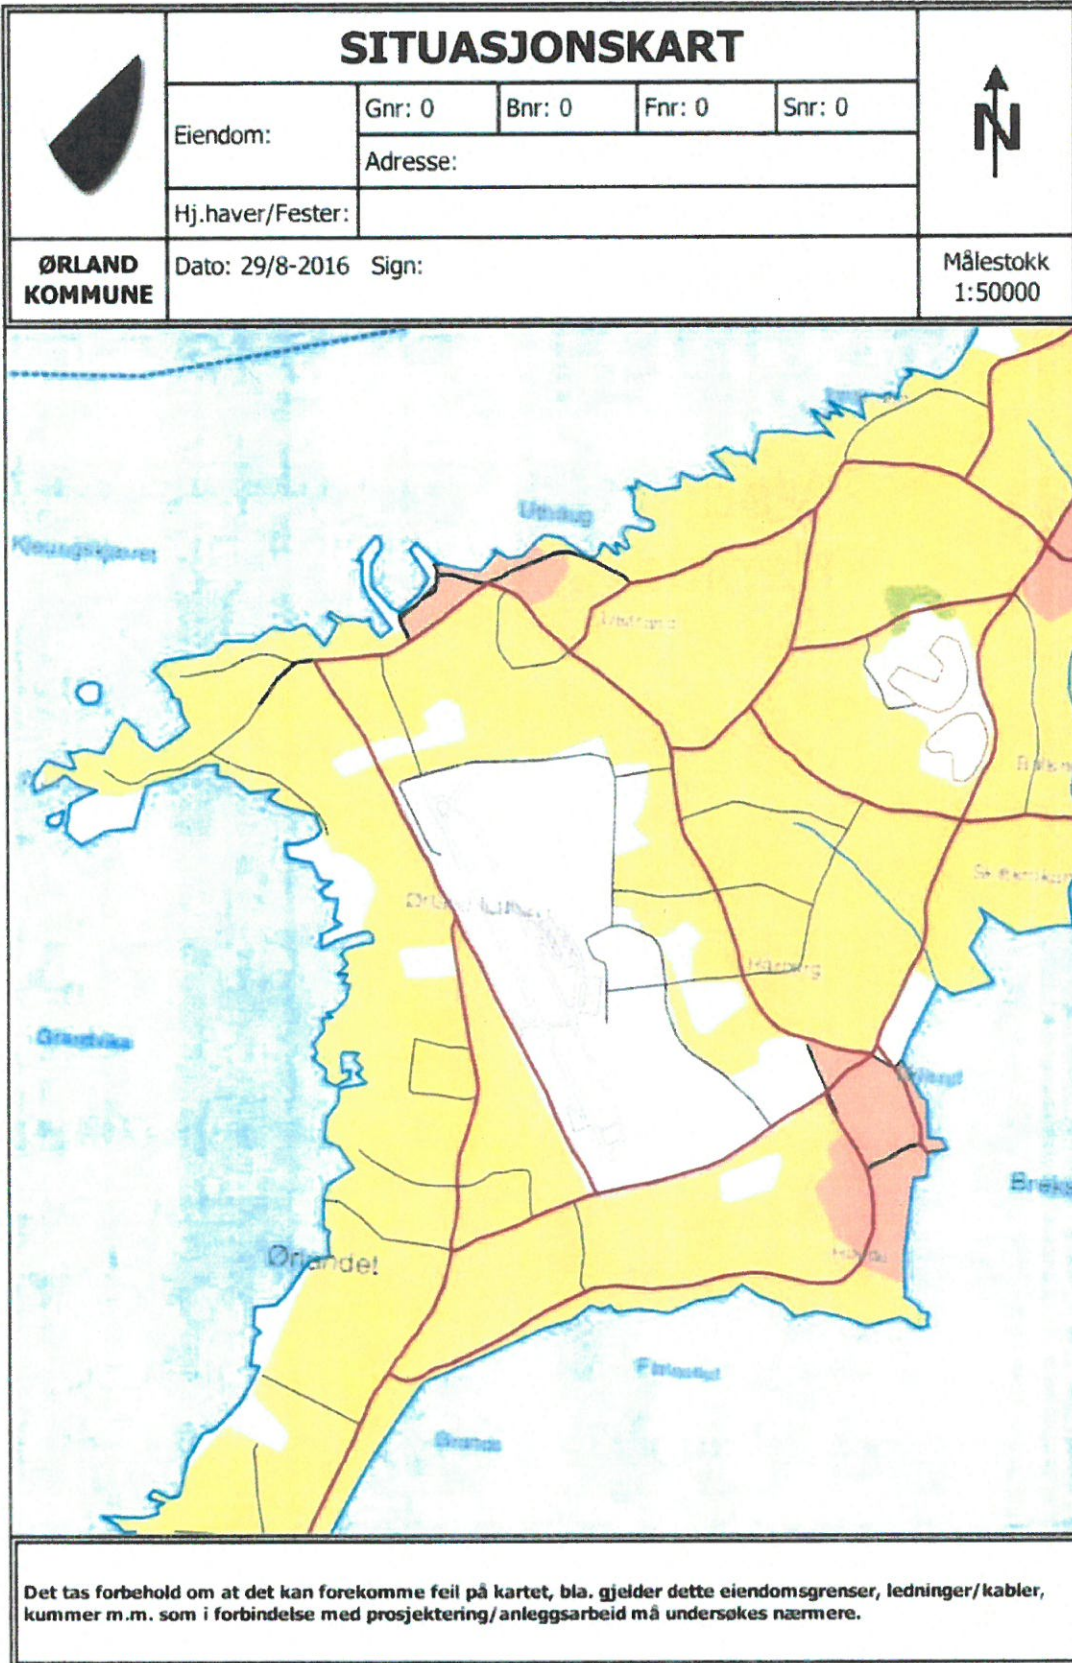 SITUASJONSKART
Eiendom:
Gnr: 0
Bnr: 0
Fnr: 0
Snr: 0
Adresse:
Hj.haver/Fester:
N
ØRLAND
KOMMUNE
Dato: 29/8-2016 Sign:
Målestokk
1:50000
Uthaug
Hårberg
Grandvika
Ørlandet
Det tas forbehold om at det kan forekomme feil på kartet, bla. gjelder dette eiendomsgrenser, ledninger/kabler,
kummer m.m. som i forbindelse med prosjektering/anleggsarbeid må undersøkes nærmere.